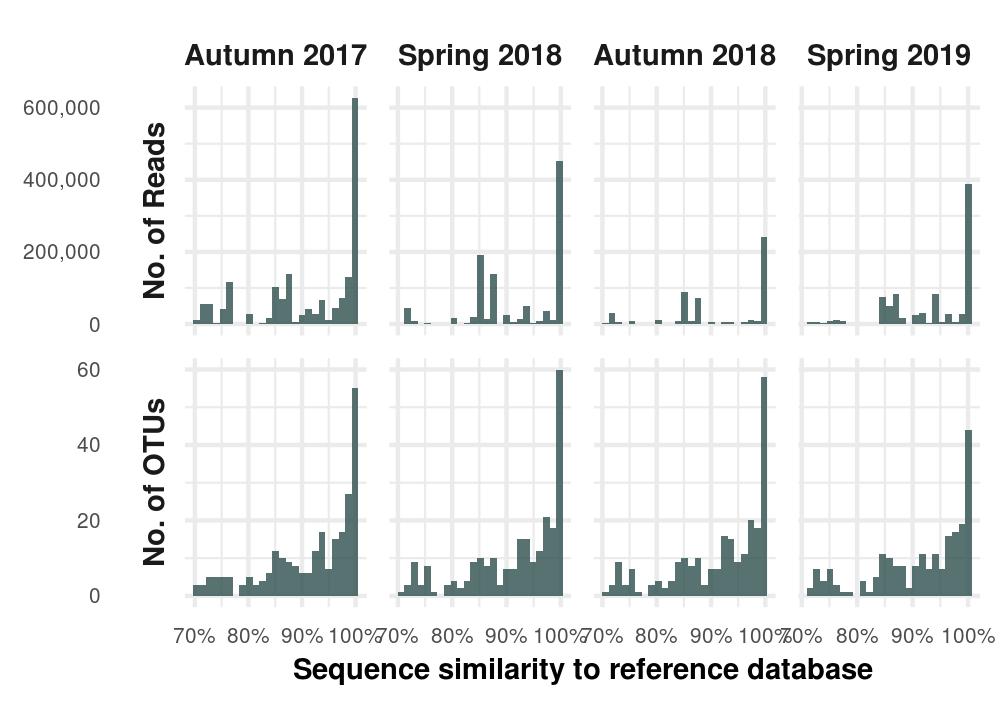 Autumn 2017 Spring 2018 Autumn 2018 Spring 2019
No. of Reads
600,000
400,000
200,000
0
No. of OTUs
60
40
20
0
70% 80% 90% 100% 70% 80% 90% 100% 70% 80% 90% 100% 70% 80% 90% 100%
Sequence similarity to reference database